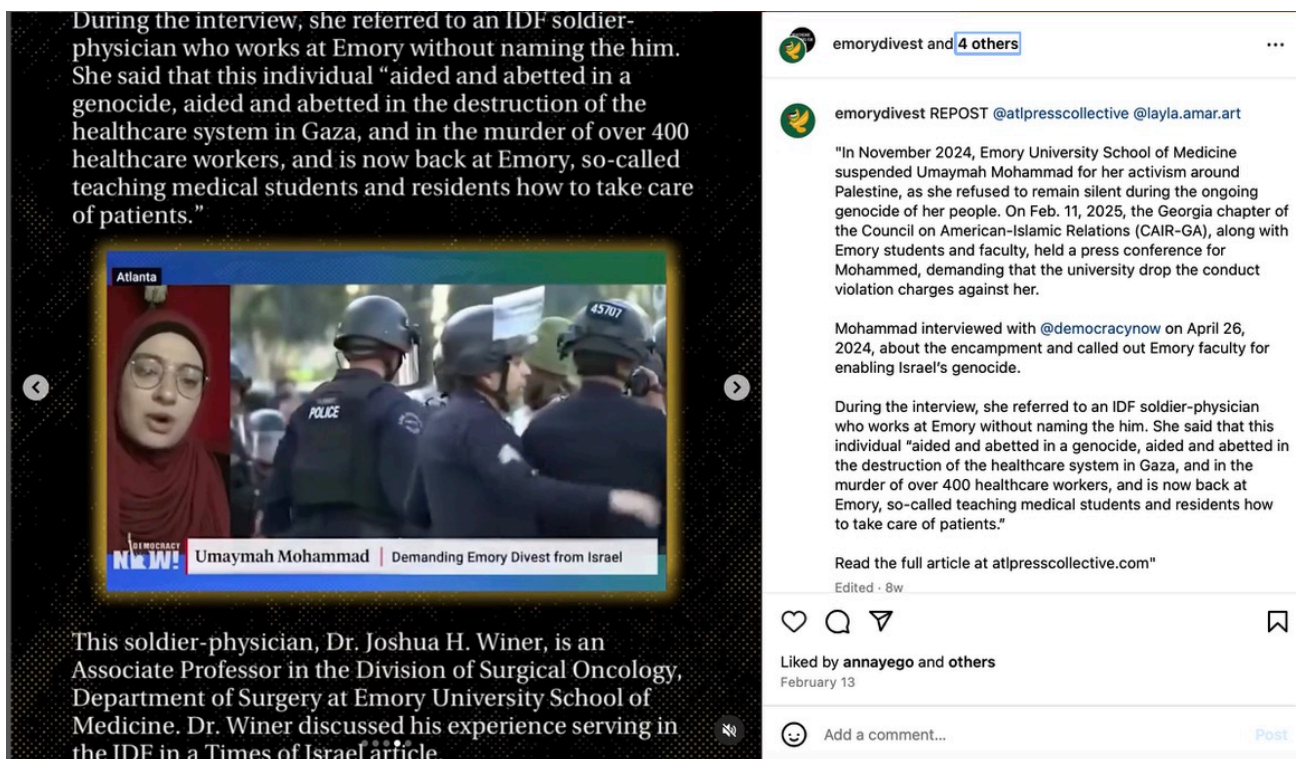 During the interview, she referred to an IDF soldier-
physician who works at Emory without naming the him.
She said that this individual “aided and abetted in a
genocide, aided and abetted in the destruction of the
healthcare system in Gaza, and in the murder of over 400
healthcare workers, and is now back at Emory, so-called
teaching medical students and residents how to take care
of patients.”
Atlanta
45707
POLICE
DEMOCRACY
NOW!
Umaymah Mohammad | Demanding Emory Divest from Israel
This soldier-physician, Dr. Joshua H. Winer, is an
Associate Professor in the Division of Surgical Oncology,
Department of Surgery at Emory University School of
Medicine. Dr. Winer discussed his experience serving in
the IDF in a Times of Israel article.
emorydivest and 4 others
emorydivest REPOST @atlpresscollective @layla.amar.art
"In November 2024, Emory University School of Medicine
suspended Umaymah Mohammad for her activism around
Palestine, as she refused to remain silent during the ongoing
genocide of her people. On Feb. 11, 2025, the Georgia chapter of
the Council on American-Islamic Relations (CAIR-GA), along with
Emory students and faculty, held a press conference for
Mohammed, demanding that the university drop the conduct
violation charges against her.
Mohammad interviewed with @democracynow on April 26,
2024, about the encampment and called out Emory faculty for
enabling Israel’s genocide.
During the interview, she referred to an IDF soldier-physician
who works at Emory without naming the him. She said that this
individual “aided and abetted in a genocide, aided and abetted in
the destruction of the healthcare system in Gaza, and in the
murder of over 400 healthcare workers, and is now back at
Emory, so-called teaching medical students and residents how
to take care of patients.”
Read the full article at atlpresscollective.com"
Edited · 8w
Liked by annayego and others
February 13
Add a comment...
Post